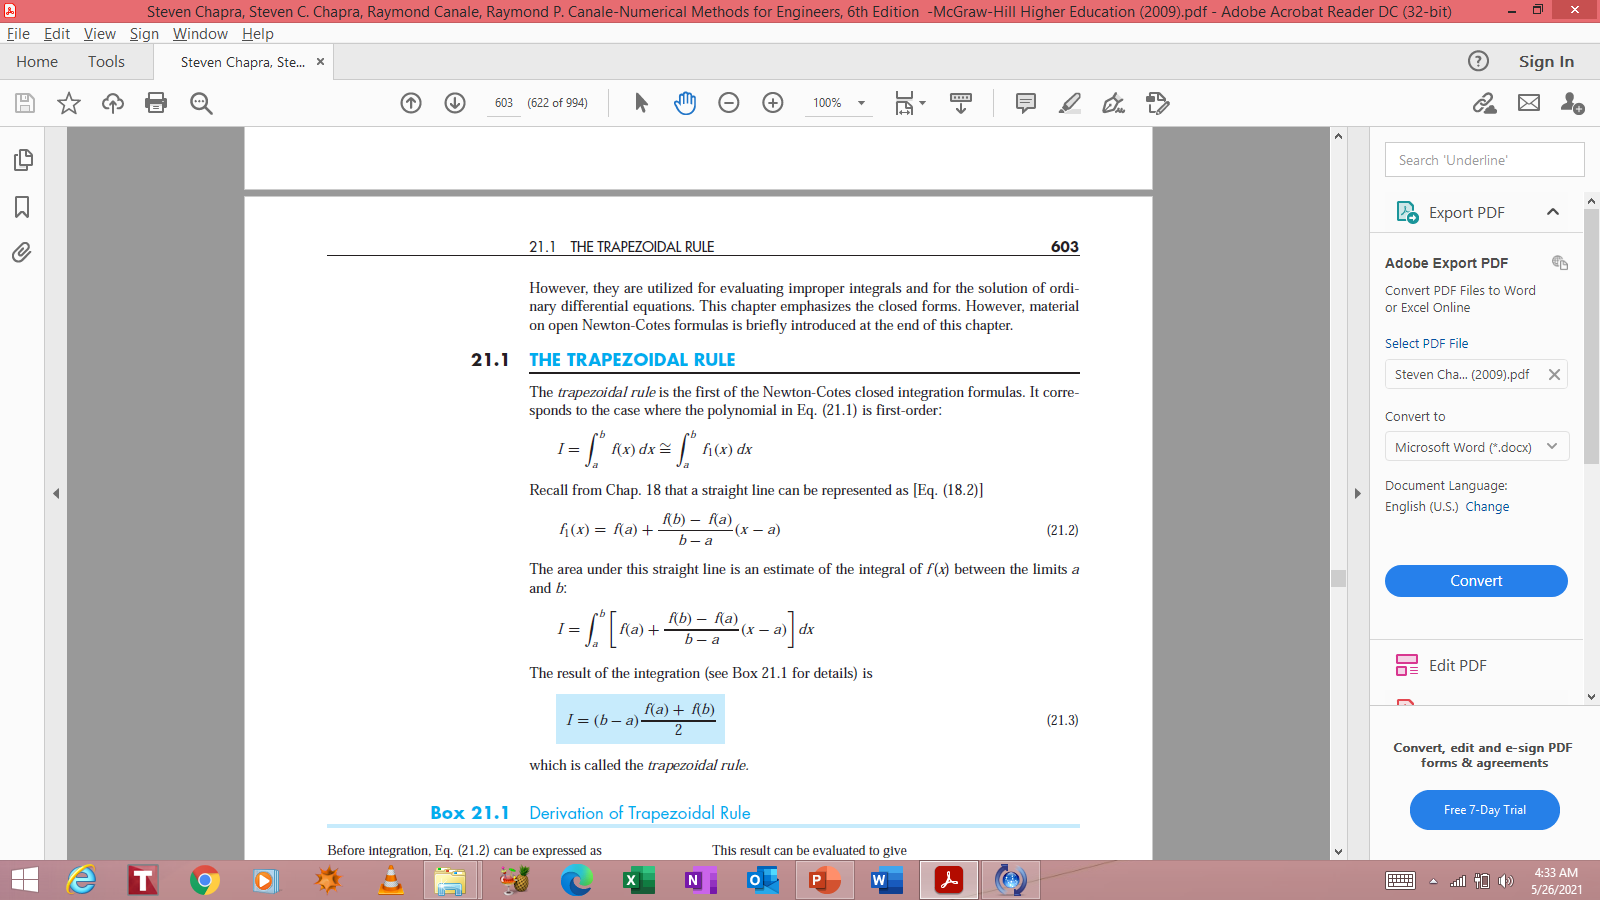 Steven Chapra, Steven C. Chapra, Raymond Canale, Raymond P. Canale-Numerical Methods for Engineers, 6th Edition -McGraw-Hill Higher Education (2009).pdf - Adobe Acrobat Reader DC (32-bit)
File Edit View Sign Window Help
Home Tools Steven Chapra, Ste... × ? Sign In
603 (622 of 994) 100%
Search 'Underline'
Export PDF
Adobe Export PDF
Convert PDF Files to Word
or Excel Online
Select PDF File
Steven Cha... (2009).pdf
Convert to
Microsoft Word (*.docx)
Document Language:
English (U.S.) Change
Convert
Edit PDF
Convert, edit and e-sign PDF
forms & agreements
Free 7-Day Trial
21.1 THE TRAPEZOIDAL RULE 603
However, they are utilized for evaluating improper integrals and for the solution of ordi-
nary differential equations. This chapter emphasizes the closed forms. However, material
on open Newton-Cotes formulas is briefly introduced at the end of this chapter.
21.1 THE TRAPEZOIDAL RULE
The trapezoidal rule is the first of the Newton-Cotes closed integration formulas. It corre-
sponds to the case where the polynomial in Eq. (21.1) is first-order:
I = ∫_a^b f(x) dx ≅ ∫_a^b f₁(x) dx
Recall from Chap. 18 that a straight line can be represented as [Eq. (18.2)]
f₁(x) = f(a) + (f(b) − f(a))/(b − a) (x − a) (21.2)
The area under this straight line is an estimate of the integral of f(x) between the limits a
and b:
I = ∫_a^b [f(a) + (f(b) − f(a))/(b − a) (x − a)] dx
The result of the integration (see Box 21.1 for details) is
I = (b − a) (f(a) + f(b))/2 (21.3)
which is called the trapezoidal rule.
Box 21.1 Derivation of Trapezoidal Rule
Before integration, Eq. (21.2) can be expressed as
This result can be evaluated to give
4:33 AM
5/26/2021